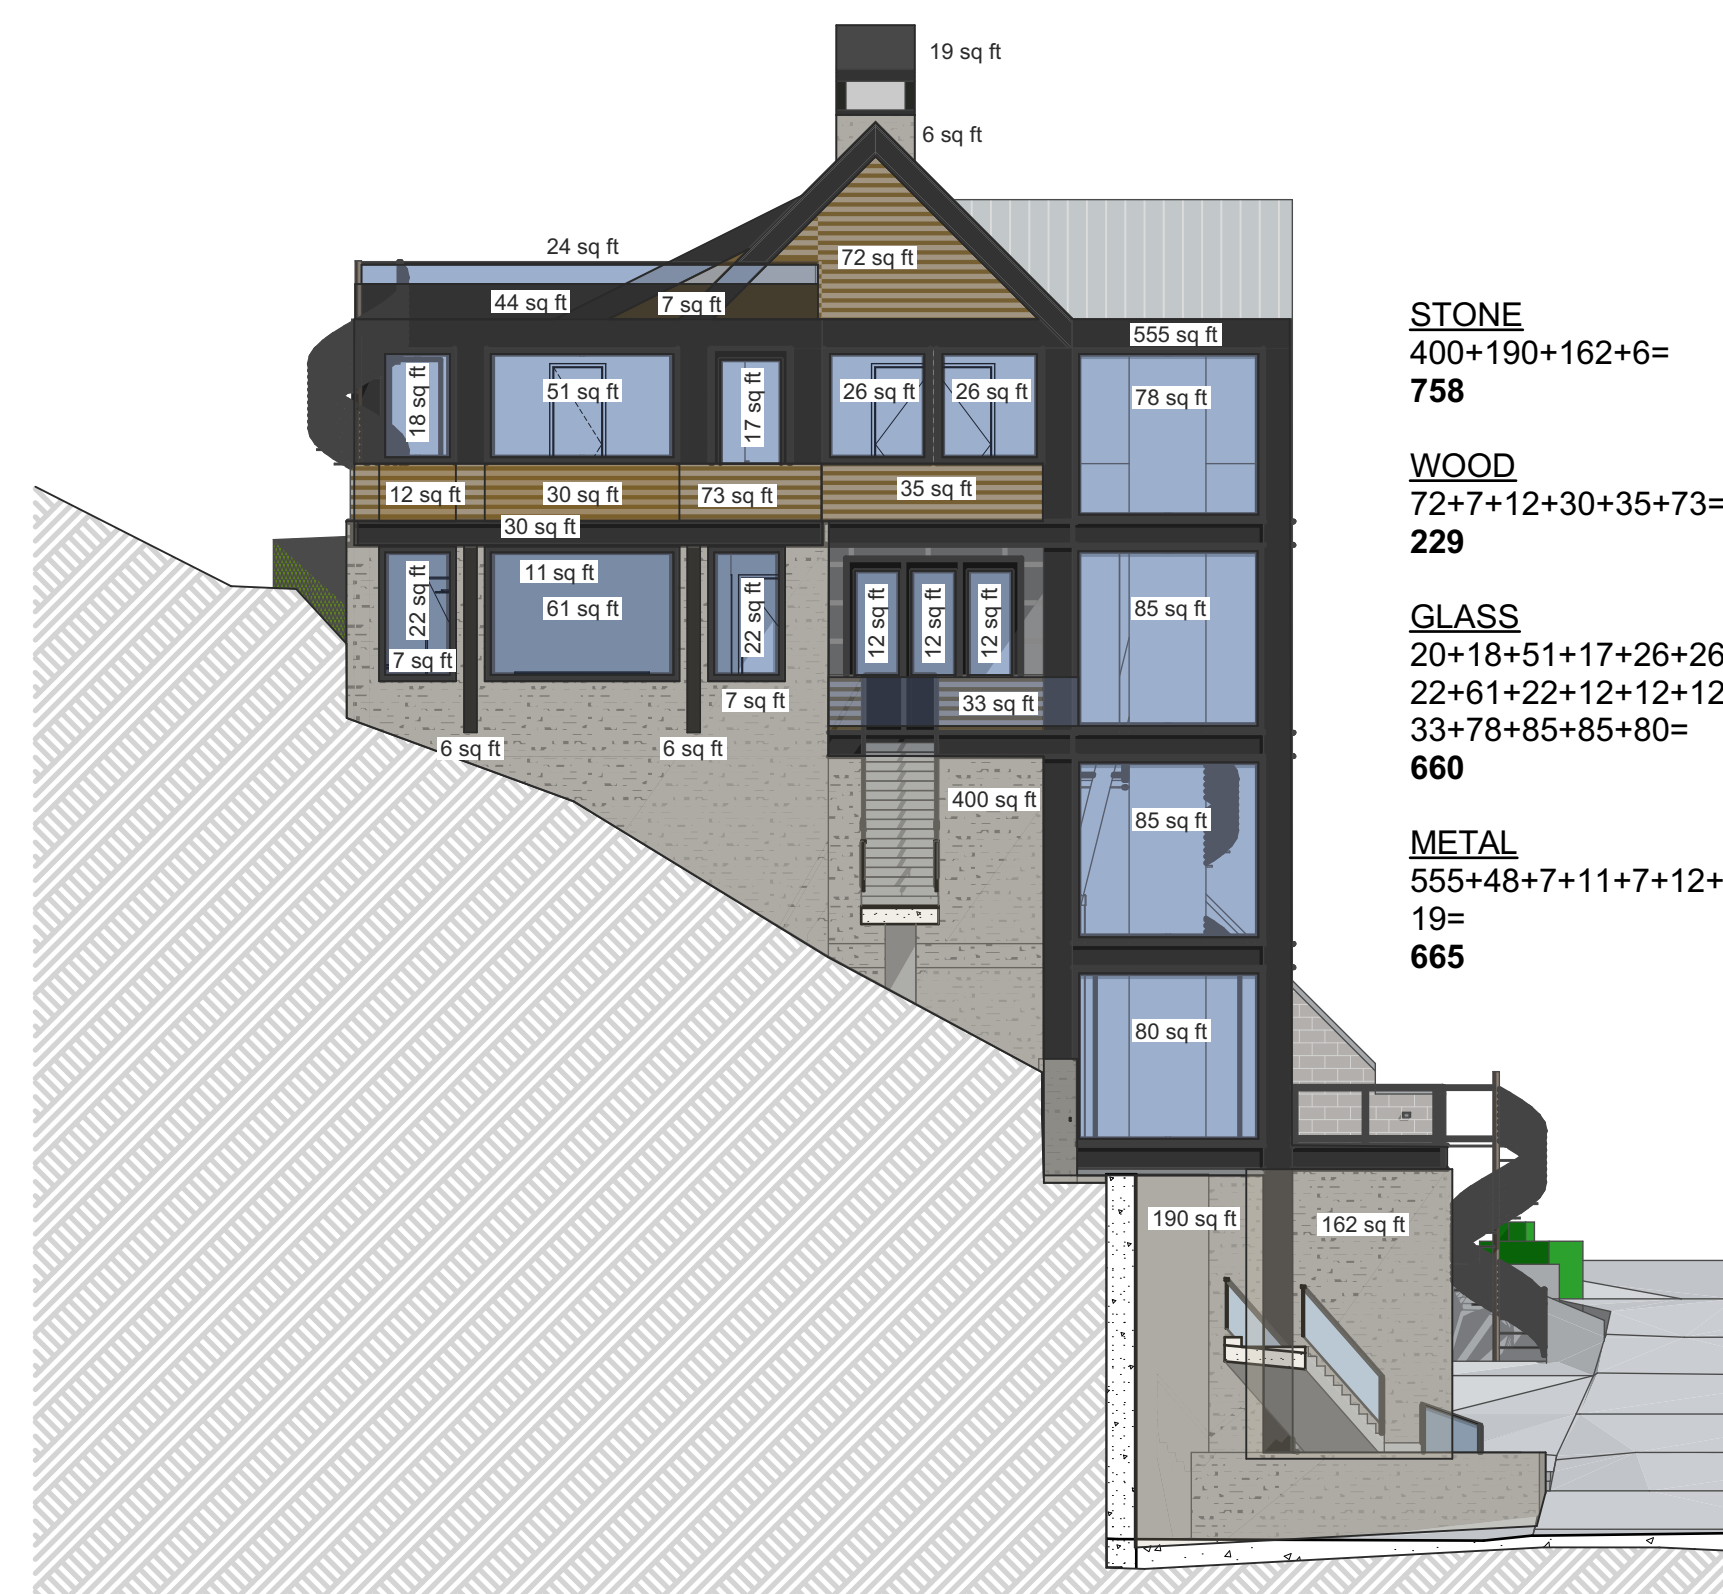 19 sq ft
6 sq ft
24 sq ft
72 sq ft
44 sq ft
7 sq ft
555 sq ft
18 sq ft
51 sq ft
17 sq ft
26 sq ft
26 sq ft
78 sq ft
12 sq ft
30 sq ft
73 sq ft
35 sq ft
30 sq ft
22 sq ft
11 sq ft
61 sq ft
22 sq ft
12 sq ft
12 sq ft
12 sq ft
85 sq ft
7 sq ft
7 sq ft
33 sq ft
6 sq ft
6 sq ft
400 sq ft
85 sq ft
80 sq ft
190 sq ft
162 sq ft
STONE
400+190+162+6=
758
WOOD
72+7+12+30+35+73=
229
GLASS
20+18+51+17+26+26
22+61+22+12+12+12
33+78+85+85+80=
660
METAL
555+48+7+11+7+12+
19=
665